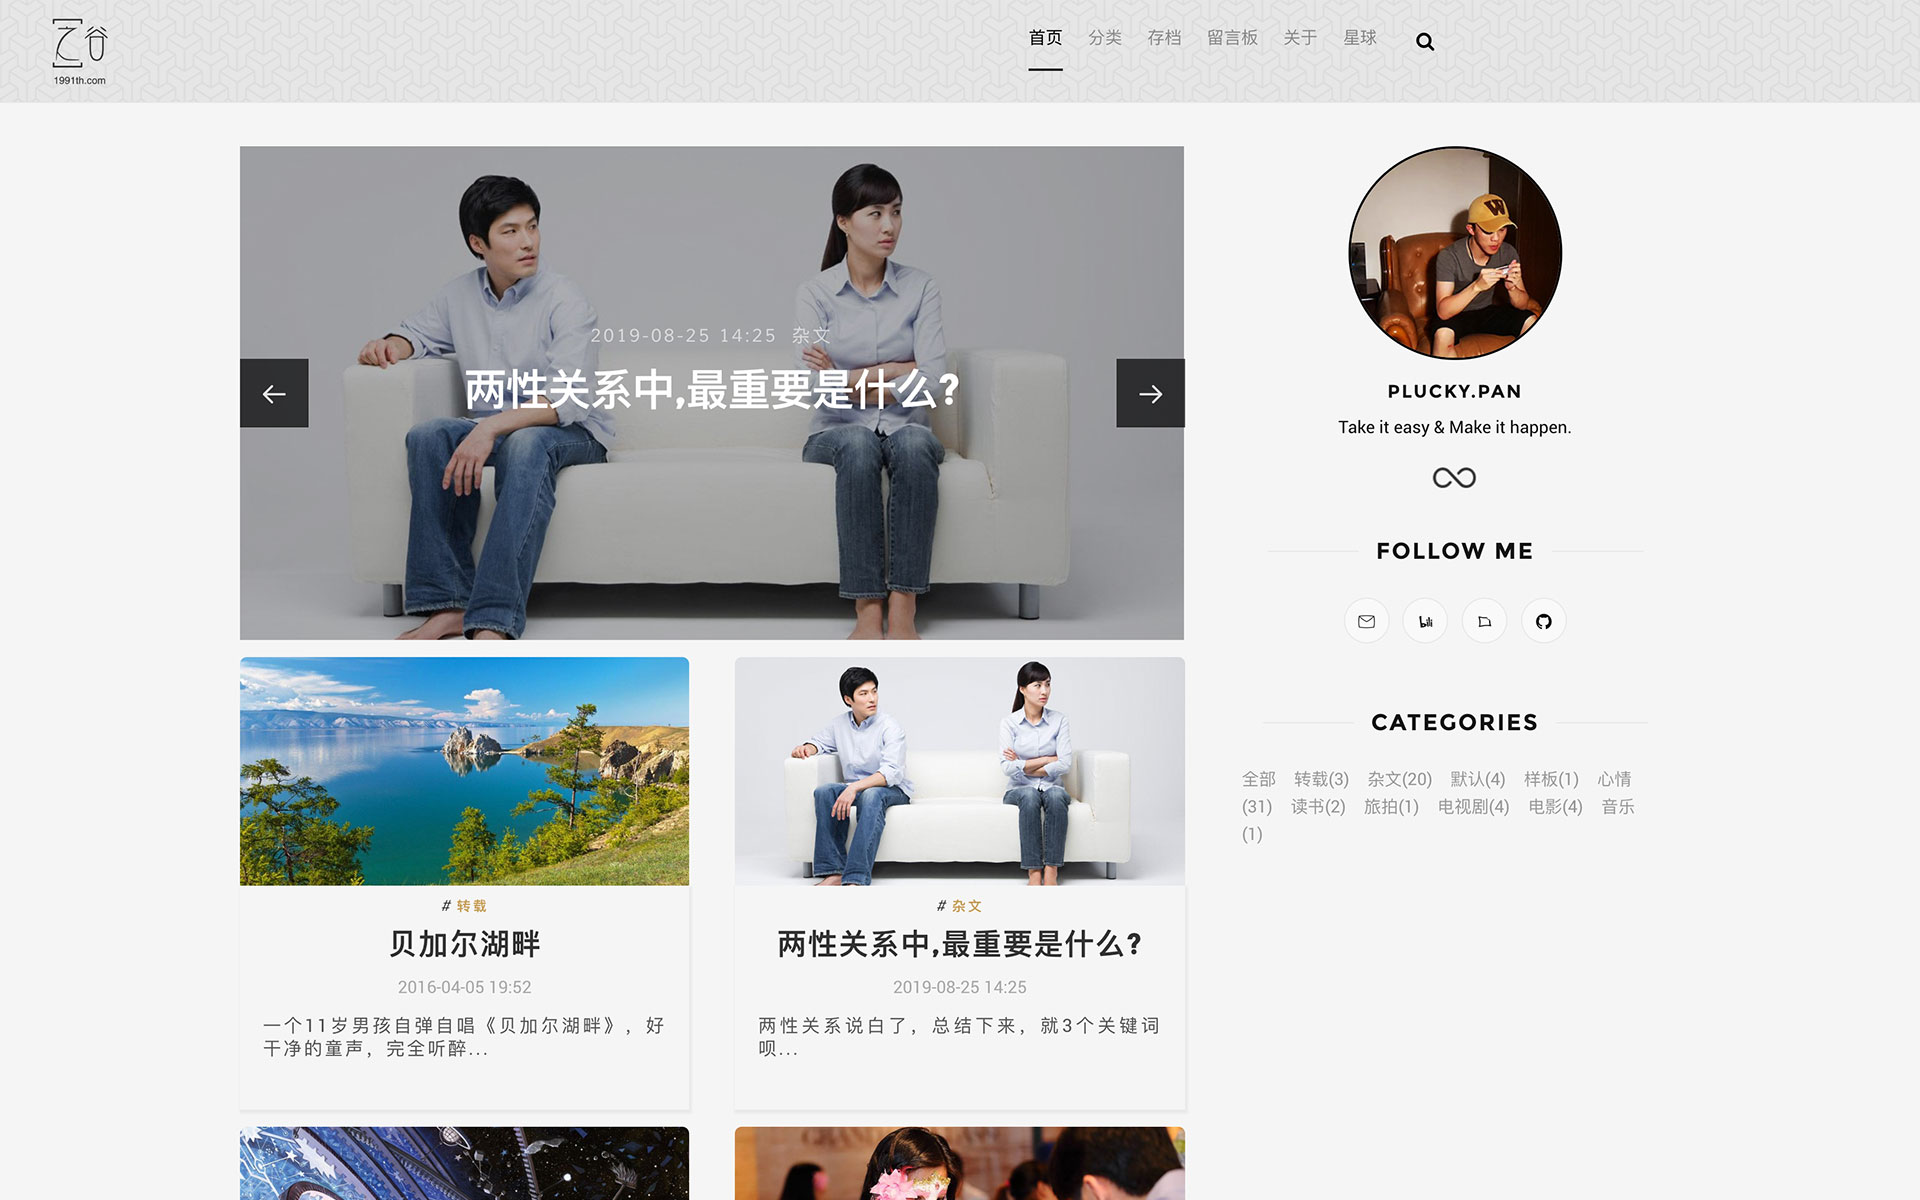 之谷
1991th.com
首页 分类 存档 留言板 关于 星球
2019-08-25 14:25 杂文
两性关系中,最重要是什么?
W
PLUCKY.PAN
Take it easy & Make it happen.
FOLLOW ME
bili
CATEGORIES
全部 转载(3) 杂文(20) 默认(4) 样板(1) 心情
(31) 读书(2) 旅拍(1) 电视剧(4) 电影(4) 音乐
(1)
# 转载
贝加尔湖畔
2016-04-05 19:52
一个11岁男孩自弹自唱《贝加尔湖畔》，好
干净的童声，完全听醉...
# 杂文
两性关系中,最重要是什么?
2019-08-25 14:25
两性关系说白了，总结下来，就3个关键词
呗...